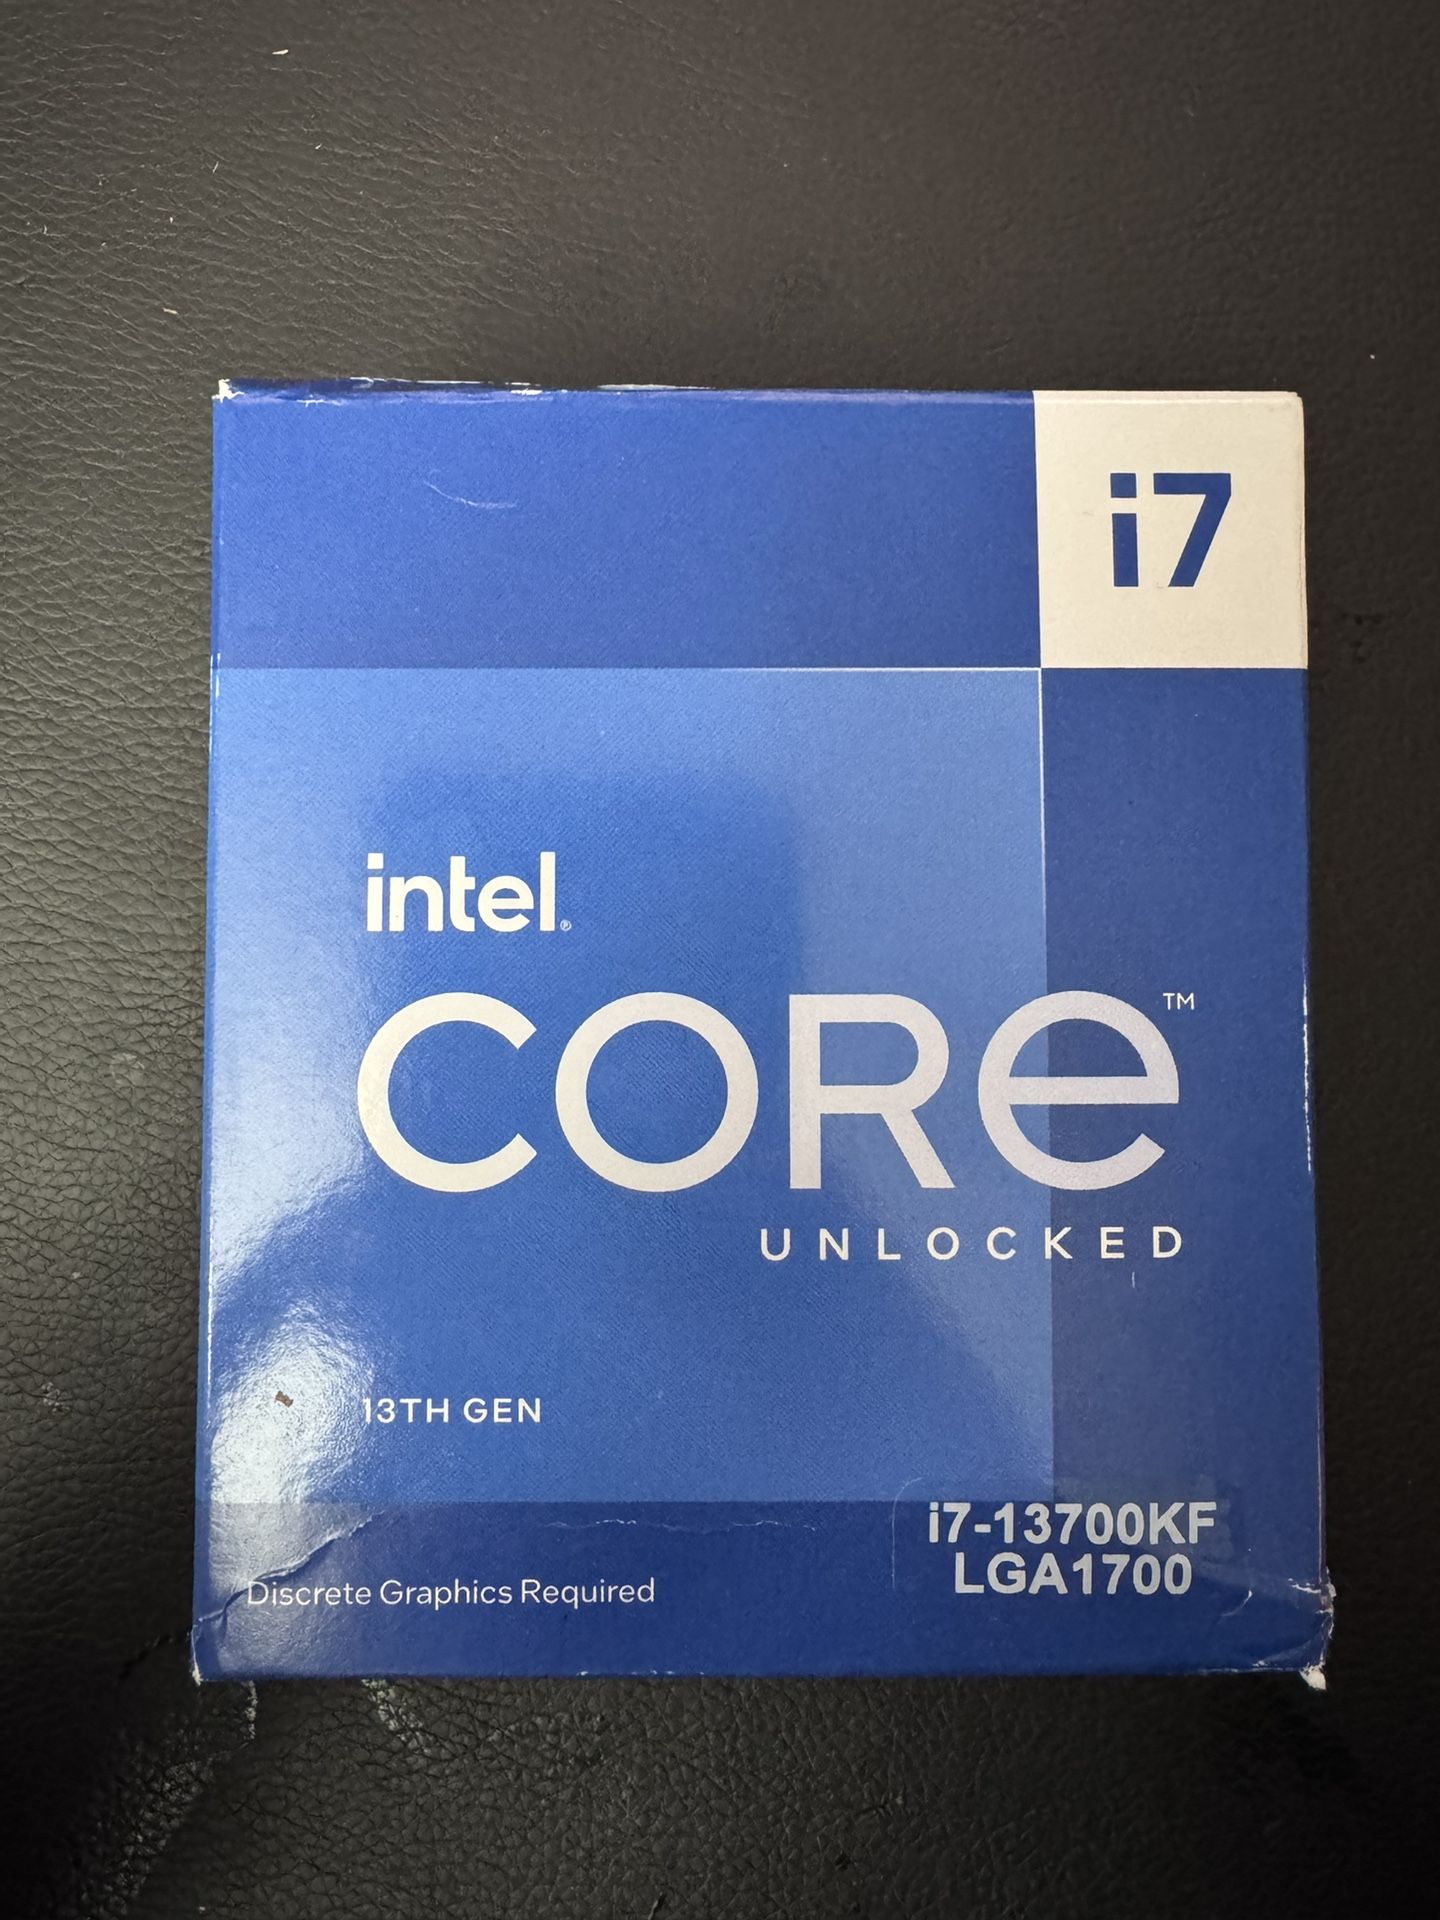 i7
intel®
CORe™
UNLOCKED
13TH GEN
i7-13700KF
LGA1700
Discrete Graphics Required